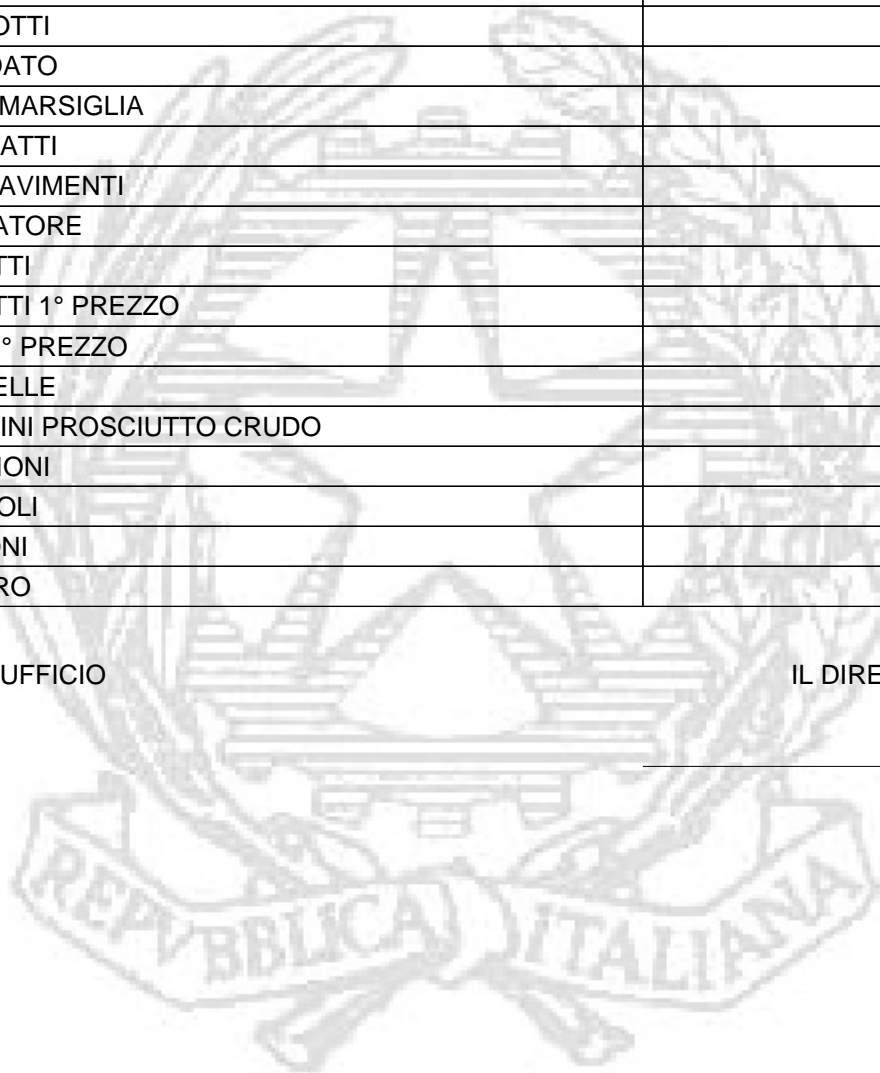 OTTI
DATO
MARSIGLIA
ATTI
AVIMENTI
ATORE
TTI
TTI 1° PREZZO
° PREZZO
ELLE
INI PROSCIUTTO CRUDO
IONI
OLI
ONI
RO
UFFICIO IL DIRE
REPVBBLICA ITALIANA